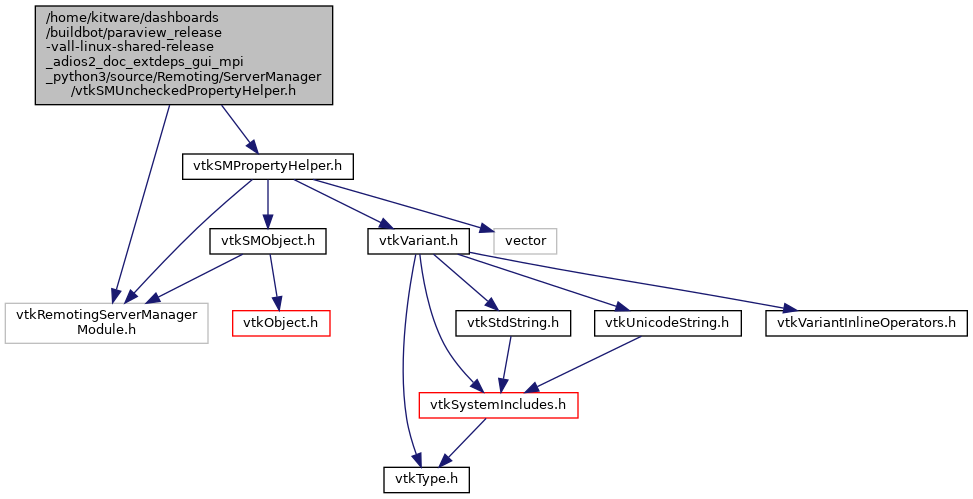 /home/kitware/dashboards
/buildbot/paraview_release
-vall-linux-shared-release
_adios2_doc_extdeps_gui_mpi
_python3/source/Remoting/ServerManager
/vtkSMUncheckedPropertyHelper.h
vtkSMPropertyHelper.h
vtkSMObject.h
vtkVariant.h
vector
vtkRemotingServerManager
Module.h
vtkObject.h
vtkStdString.h
vtkUnicodeString.h
vtkVariantInlineOperators.h
vtkSystemIncludes.h
vtkType.h